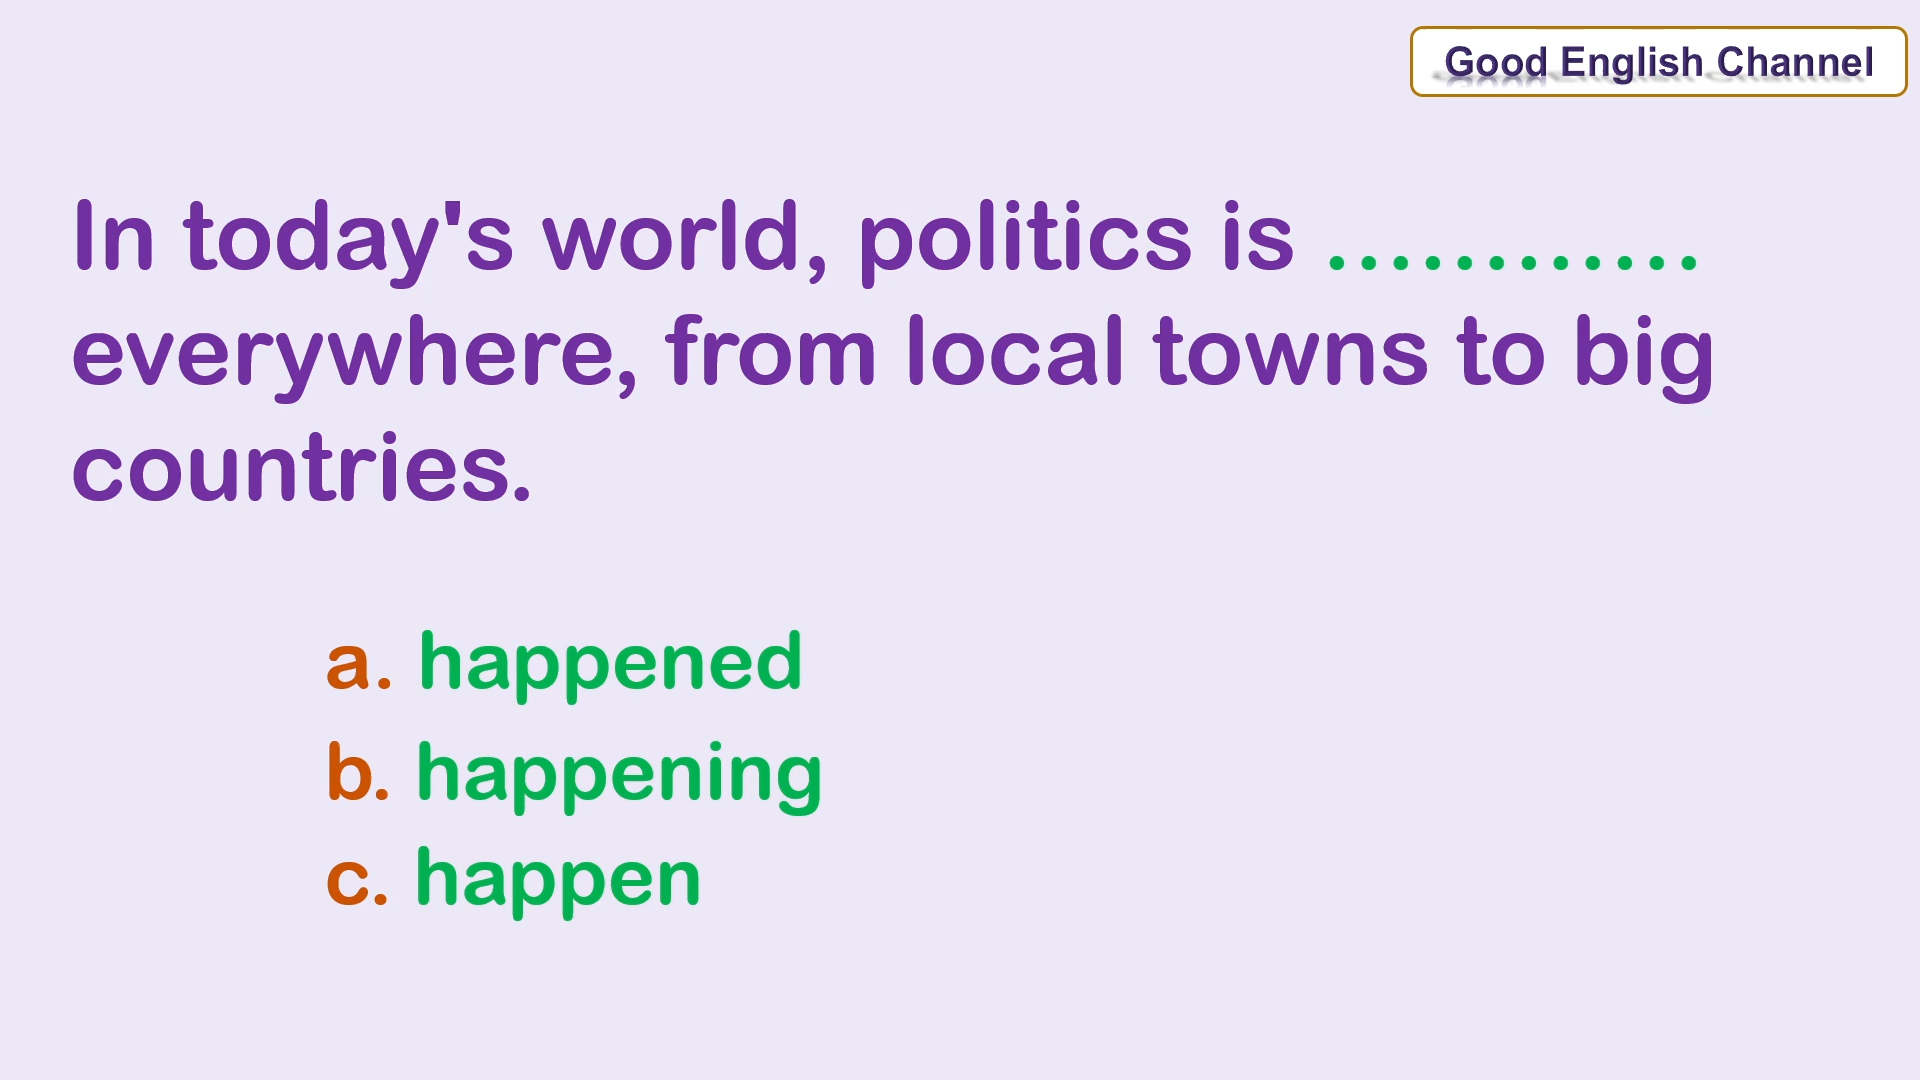 Good English Channel
In today's world, politics is ............
everywhere, from local towns to big
countries.
a. happened
b. happening
c. happen